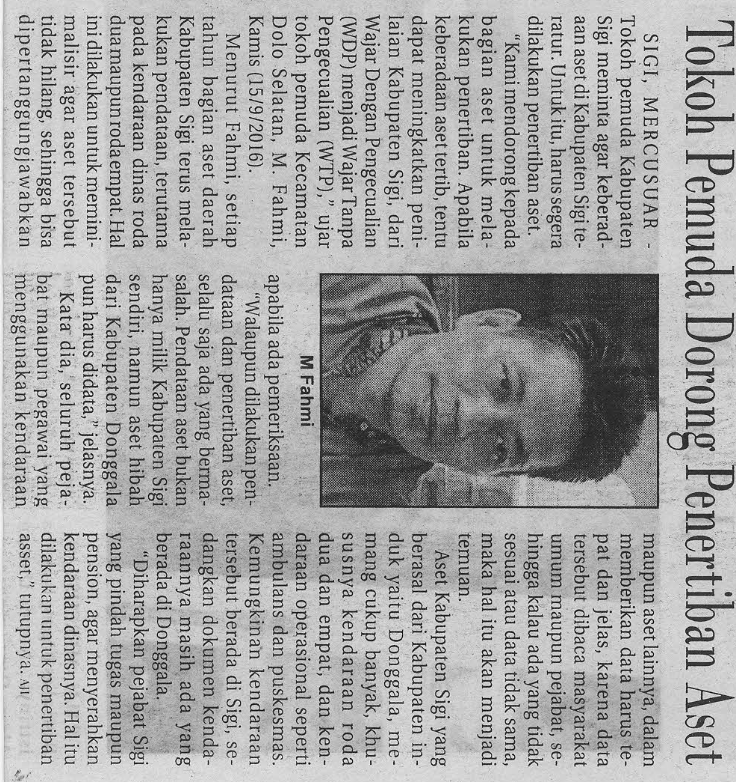 Tokoh Pemuda Dorong Penertiban Aset
SIGI, MERCUSUAR -
Tokoh pemuda Kabupaten
Sigi meminta agar keberad-
aan aset di Kabupaten Sigi te-
ratur. Untuk itu, harus segera
dilakukan penertiban aset.
"Kami mendorong kepada
bagian aset untuk mela-
kukan penertiban. Apabila
keberadaan aset tertib, tentu
dapat meningkatkan peni-
laian Kabupaten Sigi, dari
Wajar Dengan Pengecualian
(WDP) menjadi Wajar Tanpa
Pengecualian (WTP)," ujar
tokoh pemuda Kecamatan
Dolo Selatan, M. Fahmi,
Kamis (15/9/2016).
Menurut Fahmi, setiap
tahun bagian aset daerah
Kabupaten Sigi terus mela-
kukan pendataan, terutama
pada kendaraan dinas roda
dua maupun roda empat. Hal
ini dilakukan untuk memini-
malisir agar aset tersebut
tidak hilang, sehingga bisa
dipertanggungjawabkan
M Fahmi
apabila ada pemeriksaan.
"Walaupun dilakukan pen-
dataan dan penertiban aset,
selalu saja ada yang berma-
salah. Pendataan aset bukan
hanya milik Kabupaten Sigi
sendiri, namun aset hibah
dari Kabupaten Donggala
pun harus didata," jelasnya.
Kata dia, seluruh peja-
bat maupun pegawai yang
menggunakan kendaraan
maupun aset lainnya, dalam
memberikan data harus te-
pat dan jelas, karena data
tersebut dibaca masyarakat
umum maupun pejabat, se-
hingga kalau ada yang tidak
sesuai atau data tidak sama,
maka hal itu akan menjadi
temuan.
Aset Kabupaten Sigi yang
berasal dari Kabupaten in-
duk yaitu Donggala, me-
mang cukup banyak, khu-
susnya kendaraan roda
dua dan empat, dan ken-
daraan operasional seperti
ambulans dan puskesmas.
Kemungkinan kendaraan
tersebut berada di Sigi, se-
dangkan dokumen kenda-
raannya masih ada yang
berada di Donggala.
"Diharapkan pejabat Sigi
yang pindah tugas maupun
pension, agar menyerahkan
kendaraan dinasnya. Hal itu
dilakukan untuk penertiban
asset," tutupnya.